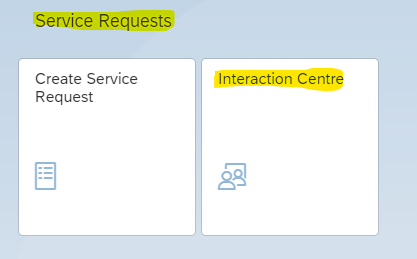 Service Requests
Create Service
Request
Interaction Centre